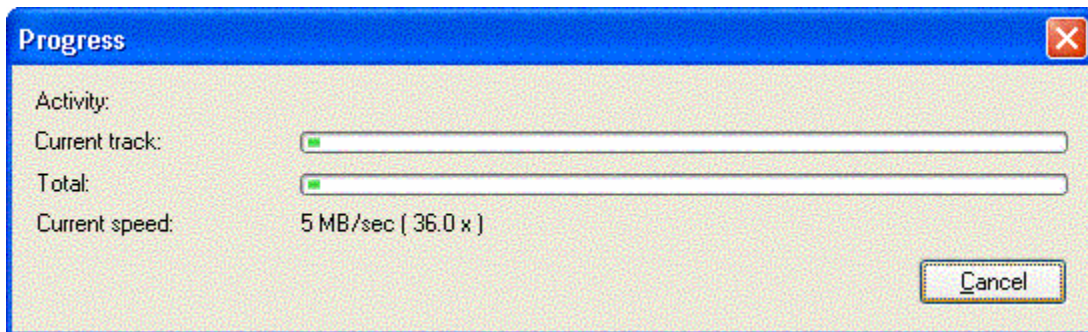 Progress
Activity:
Current track:
Total:
Current speed: 5 MB/sec ( 36.0 x )
Cancel